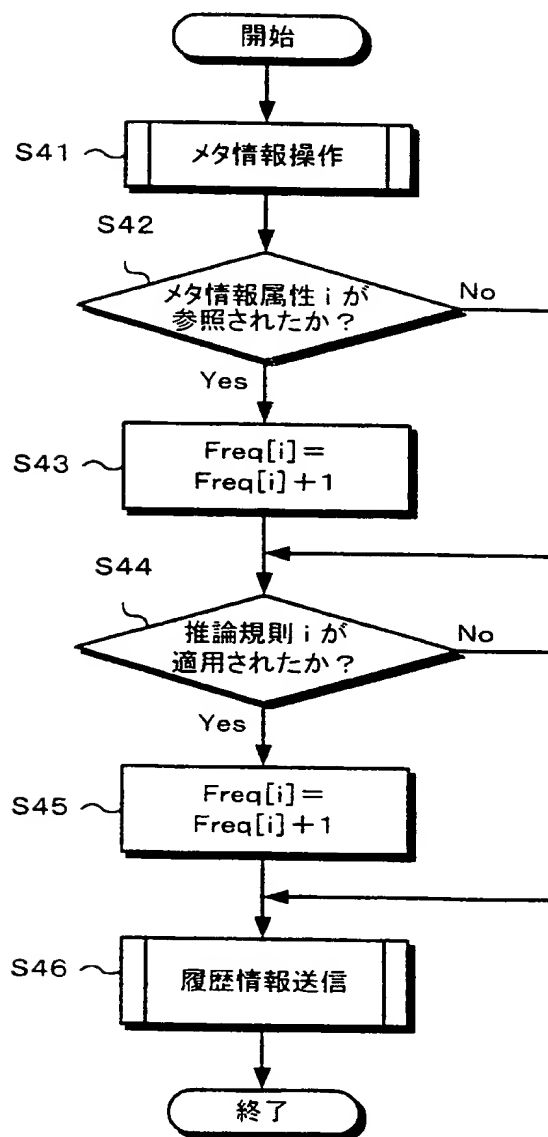 開始
S41
メタ情報操作
S42
メタ情報属性 i が
参照されたか？
No
Yes
S43
Freq[i]=
Freq[i]+1
S44
推論規則 i が
適用されたか？
No
Yes
S45
Freq[i]=
Freq[i]+1
S46
履歴情報送信
終了